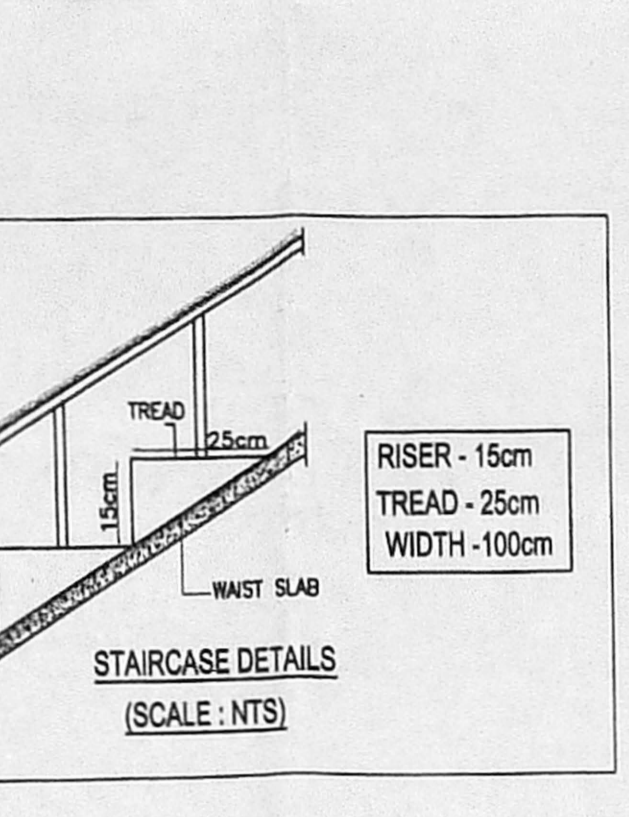 TREAD
25cm
15cm
WAIST SLAB
RISER - 15cm
TREAD - 25cm
WIDTH -100cm
STAIRCASE DETAILS
(SCALE : NTS)